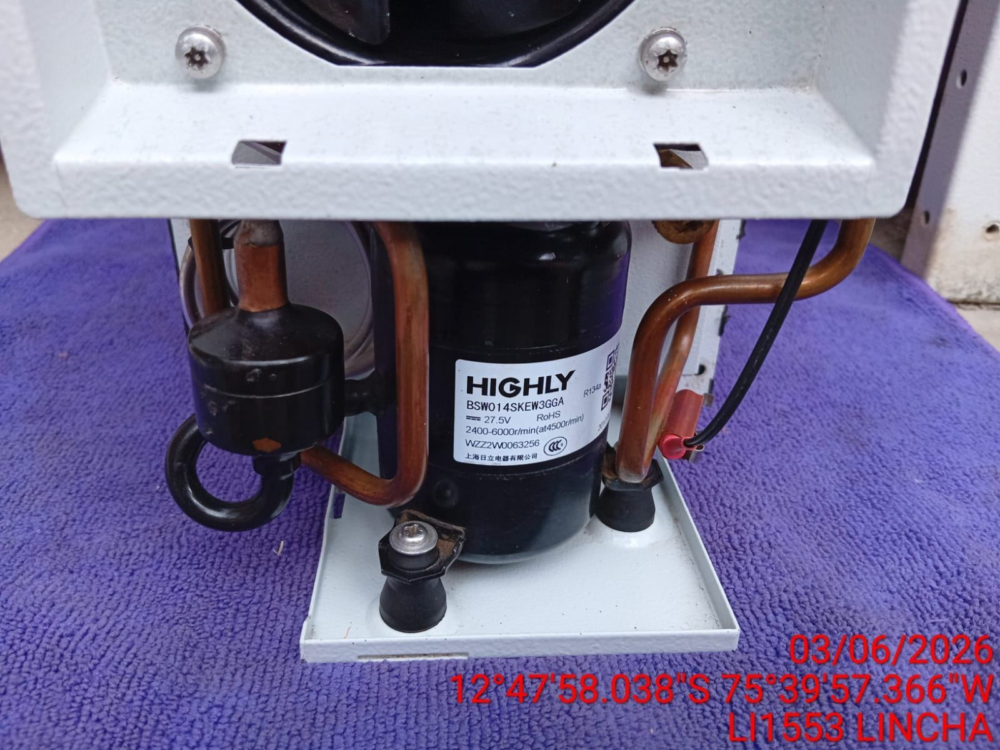 HIGHLY
BSW014SKEW3GGA
R134a
27.5V RoHS
2400-6000r/min(at4500r/min)
WZZ2W0063256
CCC S
上海日立电器有限公司
03/06/2026
12°47'58.038"S 75°39'57.366"W
LI1553 LINCHA